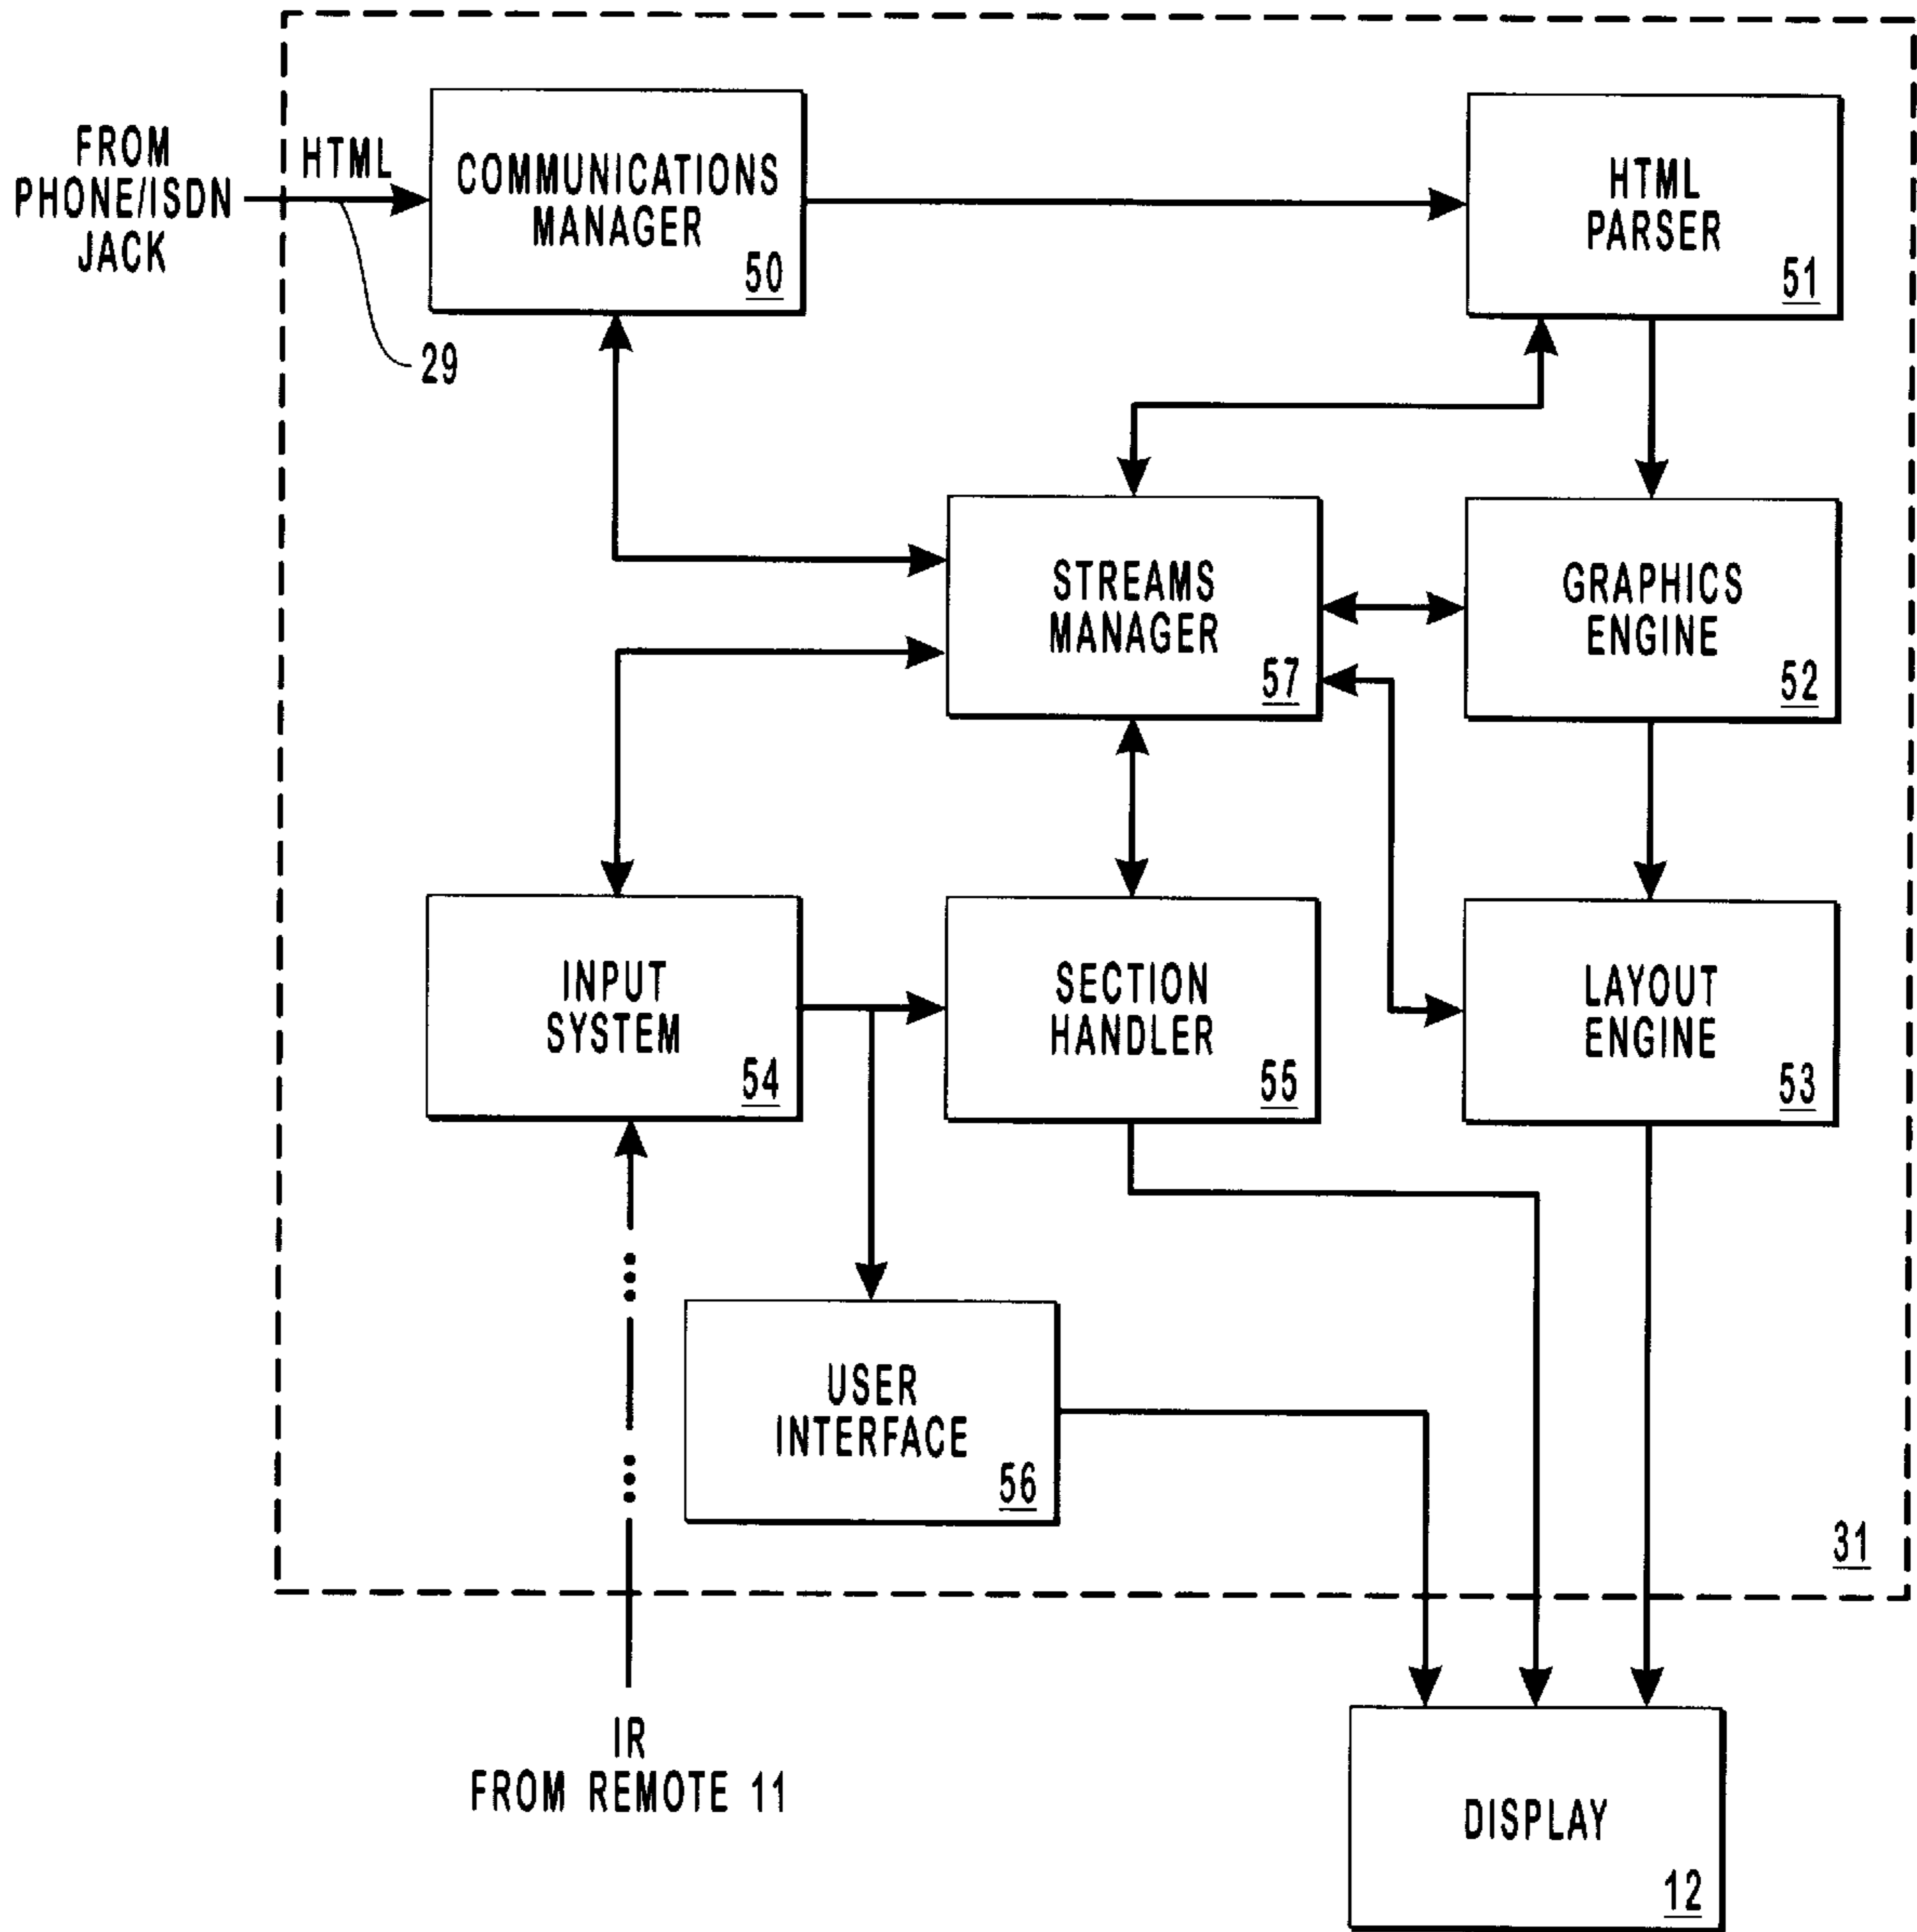 FROM
PHONE/ISDN
JACK
HTML
29
COMMUNICATIONS
MANAGER
50
HTML
PARSER
51
STREAMS
MANAGER
57
GRAPHICS
ENGINE
52
INPUT
SYSTEM
54
SECTION
HANDLER
55
LAYOUT
ENGINE
53
USER
INTERFACE
56
31
IR
FROM REMOTE 11
DISPLAY
12